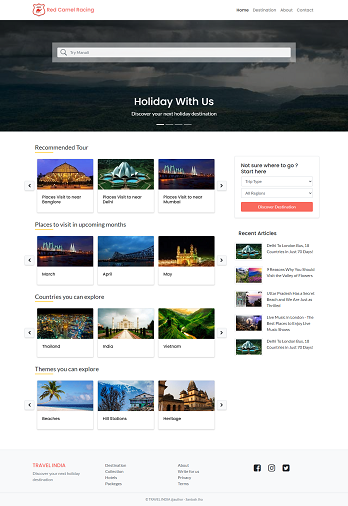 Red Camel Racing
Home Destination About Contact
Try Manali
Holiday With Us
Discover your next holiday destination
Recommended Tour
Places Visit to near Banglore
Places Visit to near Delhi
Places Visit to near Mumbai
Not sure where to go ?
Start here
Trip Type
All Regions
Discover Destination
Places to visit in upcoming months
March
April
May
Recent Articles
Delhi To London Bus, 18
Countries in Just 70 Days!
9 Reasons Why You Should
Visit the Valley of Flowers
Uttar Pradesh Has a Secret
Beach and We Are Just as
Thrilled
Live Music In London - The
Best Places to Enjoy Live
Music Shows
Delhi To London Bus, 18
Countries in Just 70 Days!
Countries you can explore
Thailand
India
Vietnam
Themes you can explore
Beaches
Hill Stations
Heritage
TRAVEL INDIA
Discover your next holiday
destination
Destination
Collection
Hotels
Packages
About
Write for us
Privacy
Terms
© TRAVEL INDIA